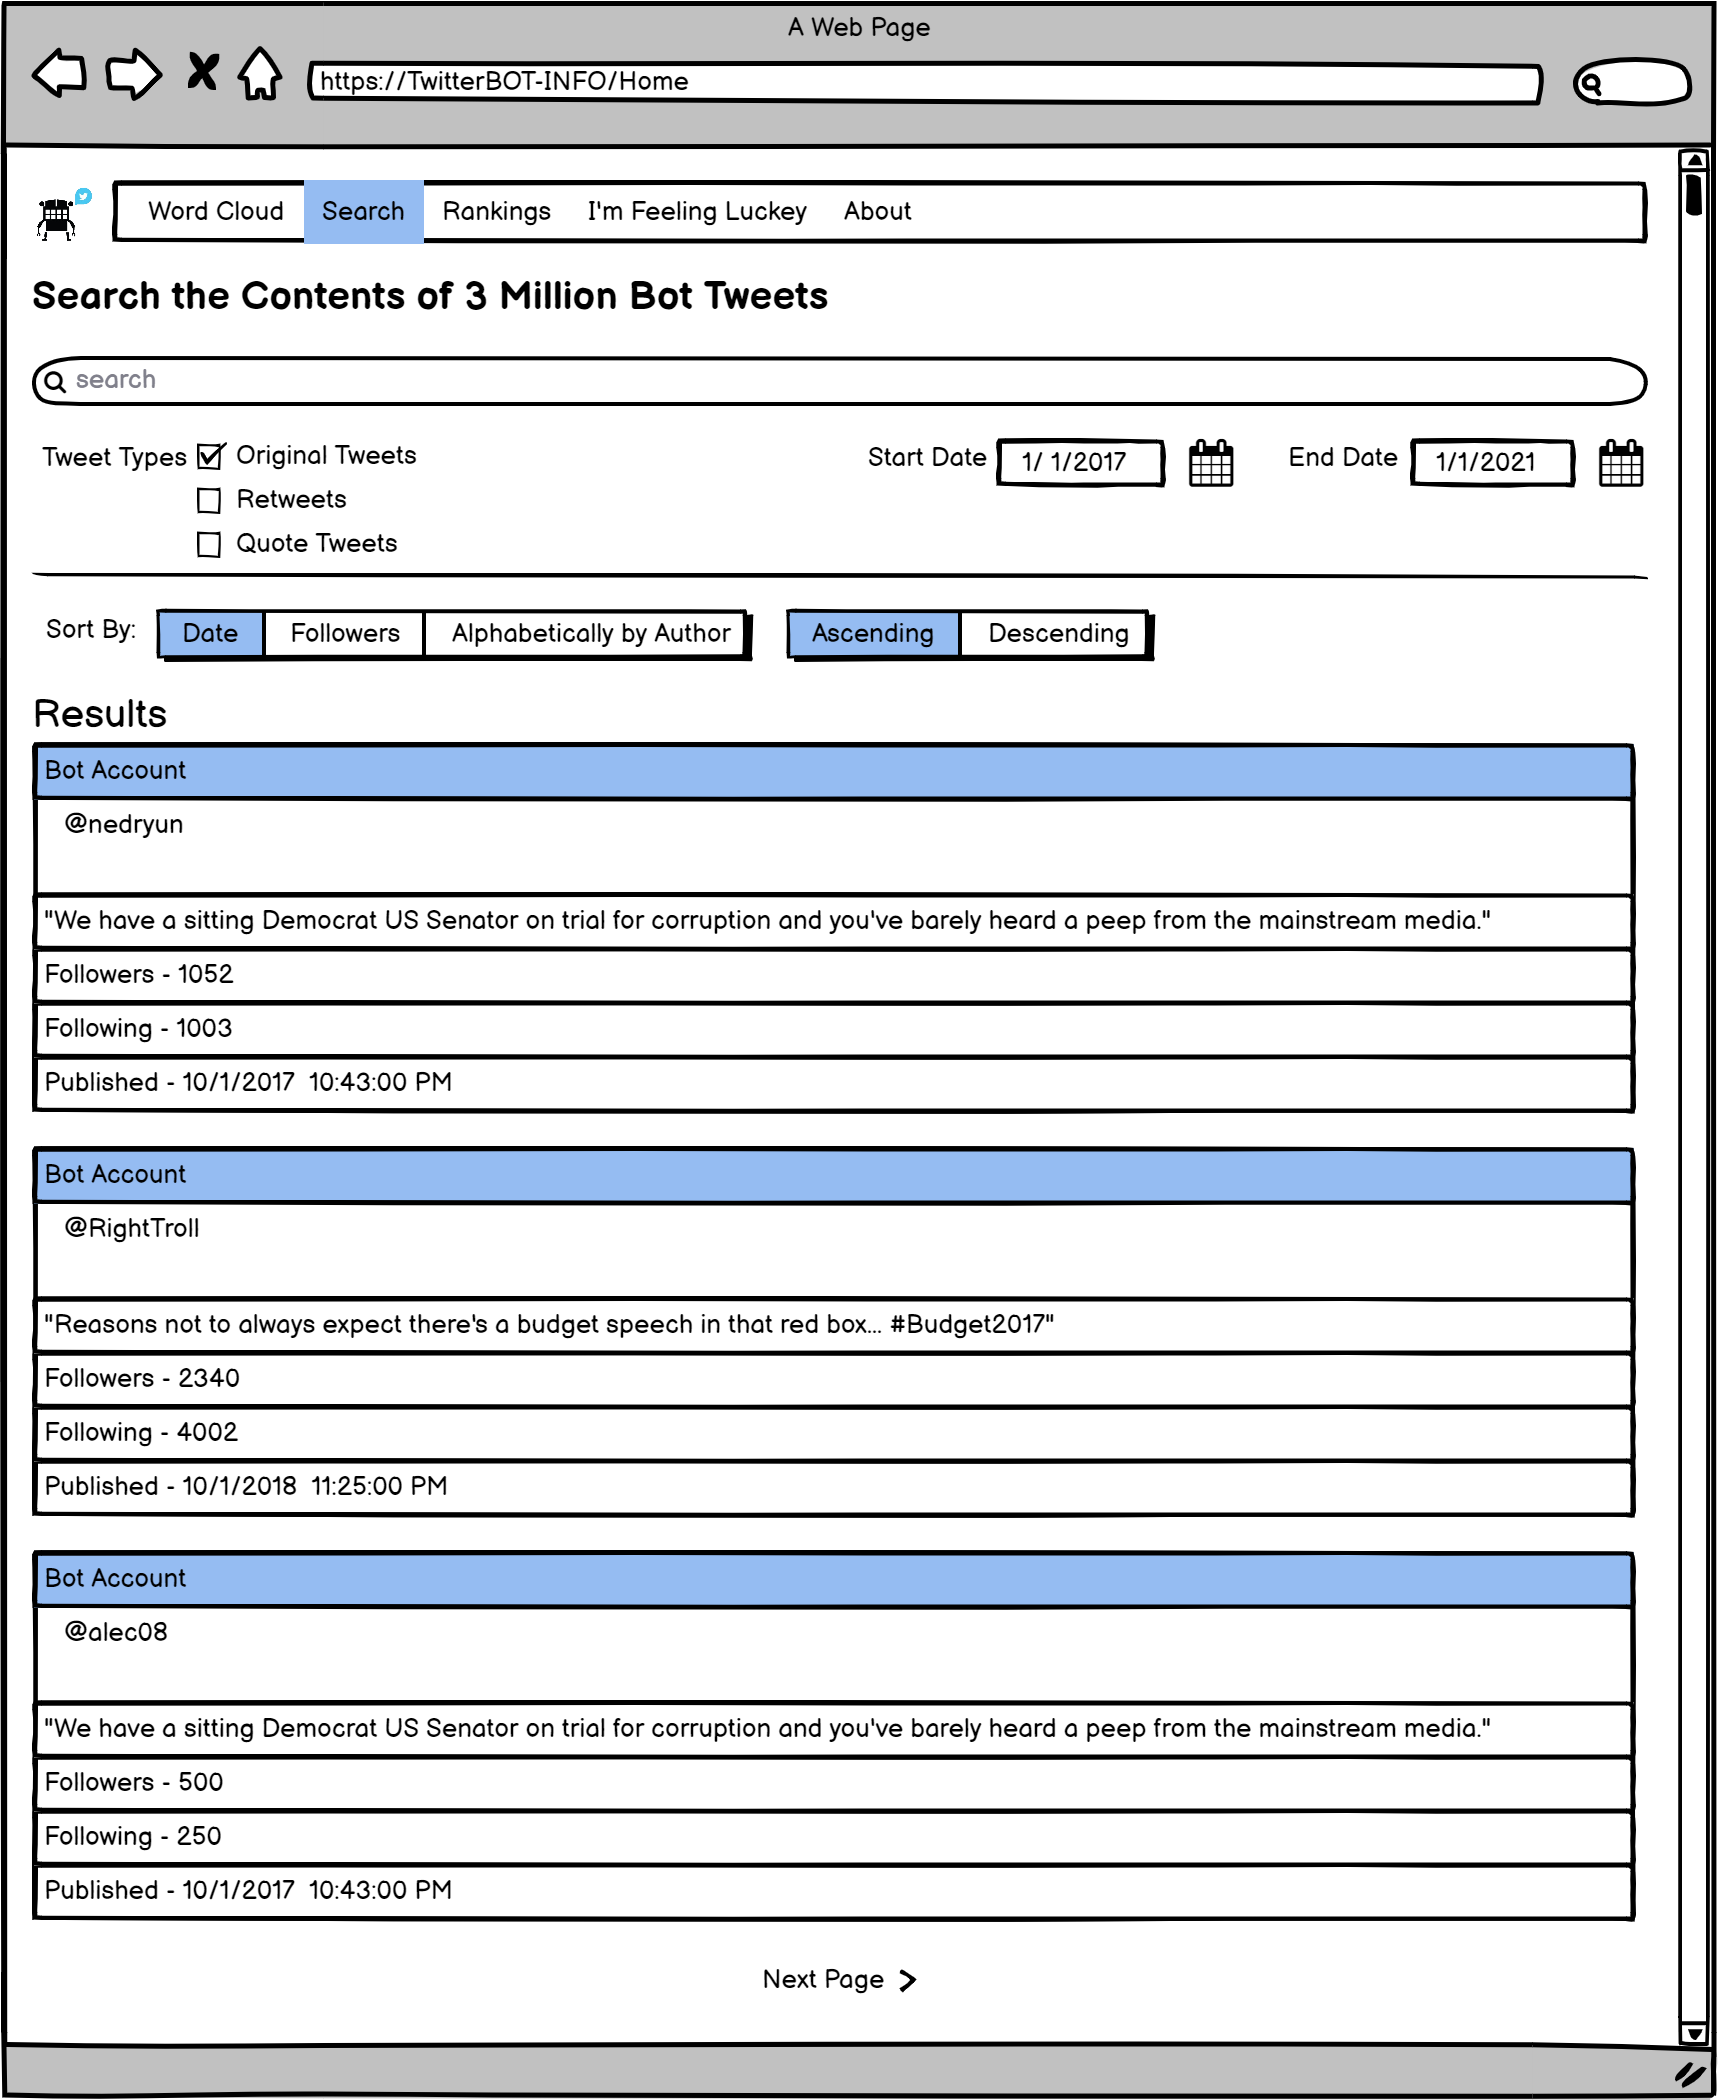 A Web Page
https://TwitterBOT-INFO/Home
Word Cloud Search Rankings I'm Feeling Luckey About
Search the Contents of 3 Million Bot Tweets
search
Tweet Types Original Tweets Start Date 1/ 1/2017 End Date 1/1/2021
Retweets
Quote Tweets
Sort By: Date Followers Alphabetically by Author Ascending Descending
Results
Bot Account
@nedryun
"We have a sitting Democrat US Senator on trial for corruption and you've barely heard a peep from the mainstream media."
Followers - 1052
Following - 1003
Published - 10/1/2017 10:43:00 PM
Bot Account
@RightTroll
"Reasons not to always expect there's a budget speech in that red box... #Budget2017"
Followers - 2340
Following - 4002
Published - 10/1/2018 11:25:00 PM
Bot Account
@alec08
"We have a sitting Democrat US Senator on trial for corruption and you've barely heard a peep from the mainstream media."
Followers - 500
Following - 250
Published - 10/1/2017 10:43:00 PM
Next Page